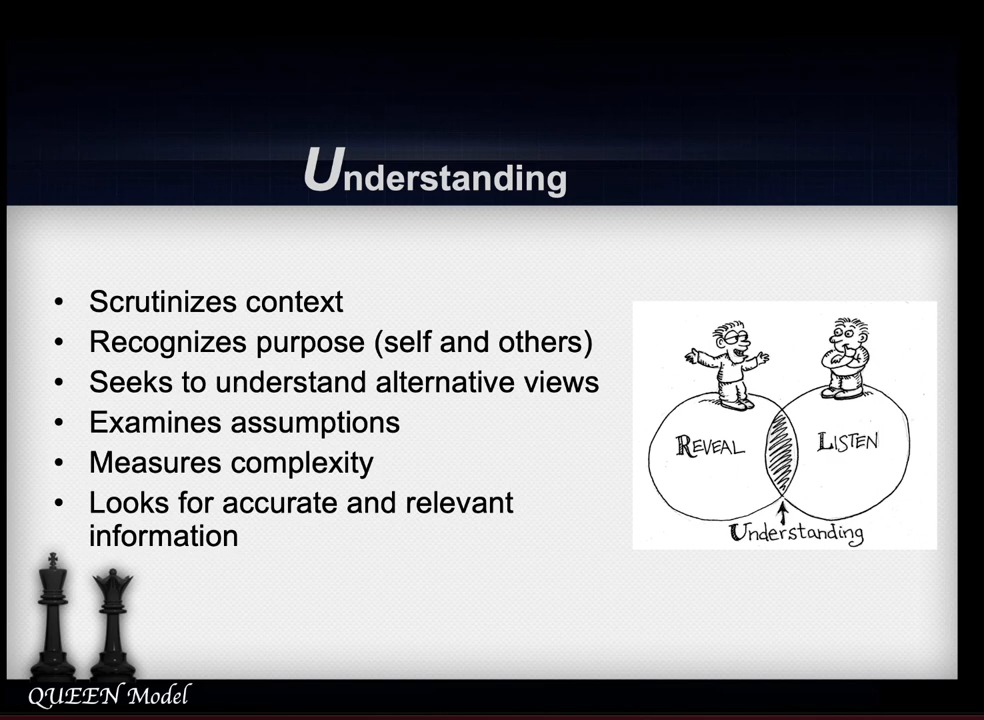 Understanding
• Scrutinizes context
• Recognizes purpose (self and others)
• Seeks to understand alternative views
• Examines assumptions
• Measures complexity
• Looks for accurate and relevant
information
REVEAL
LISTEN
Understanding
QUEEN Model